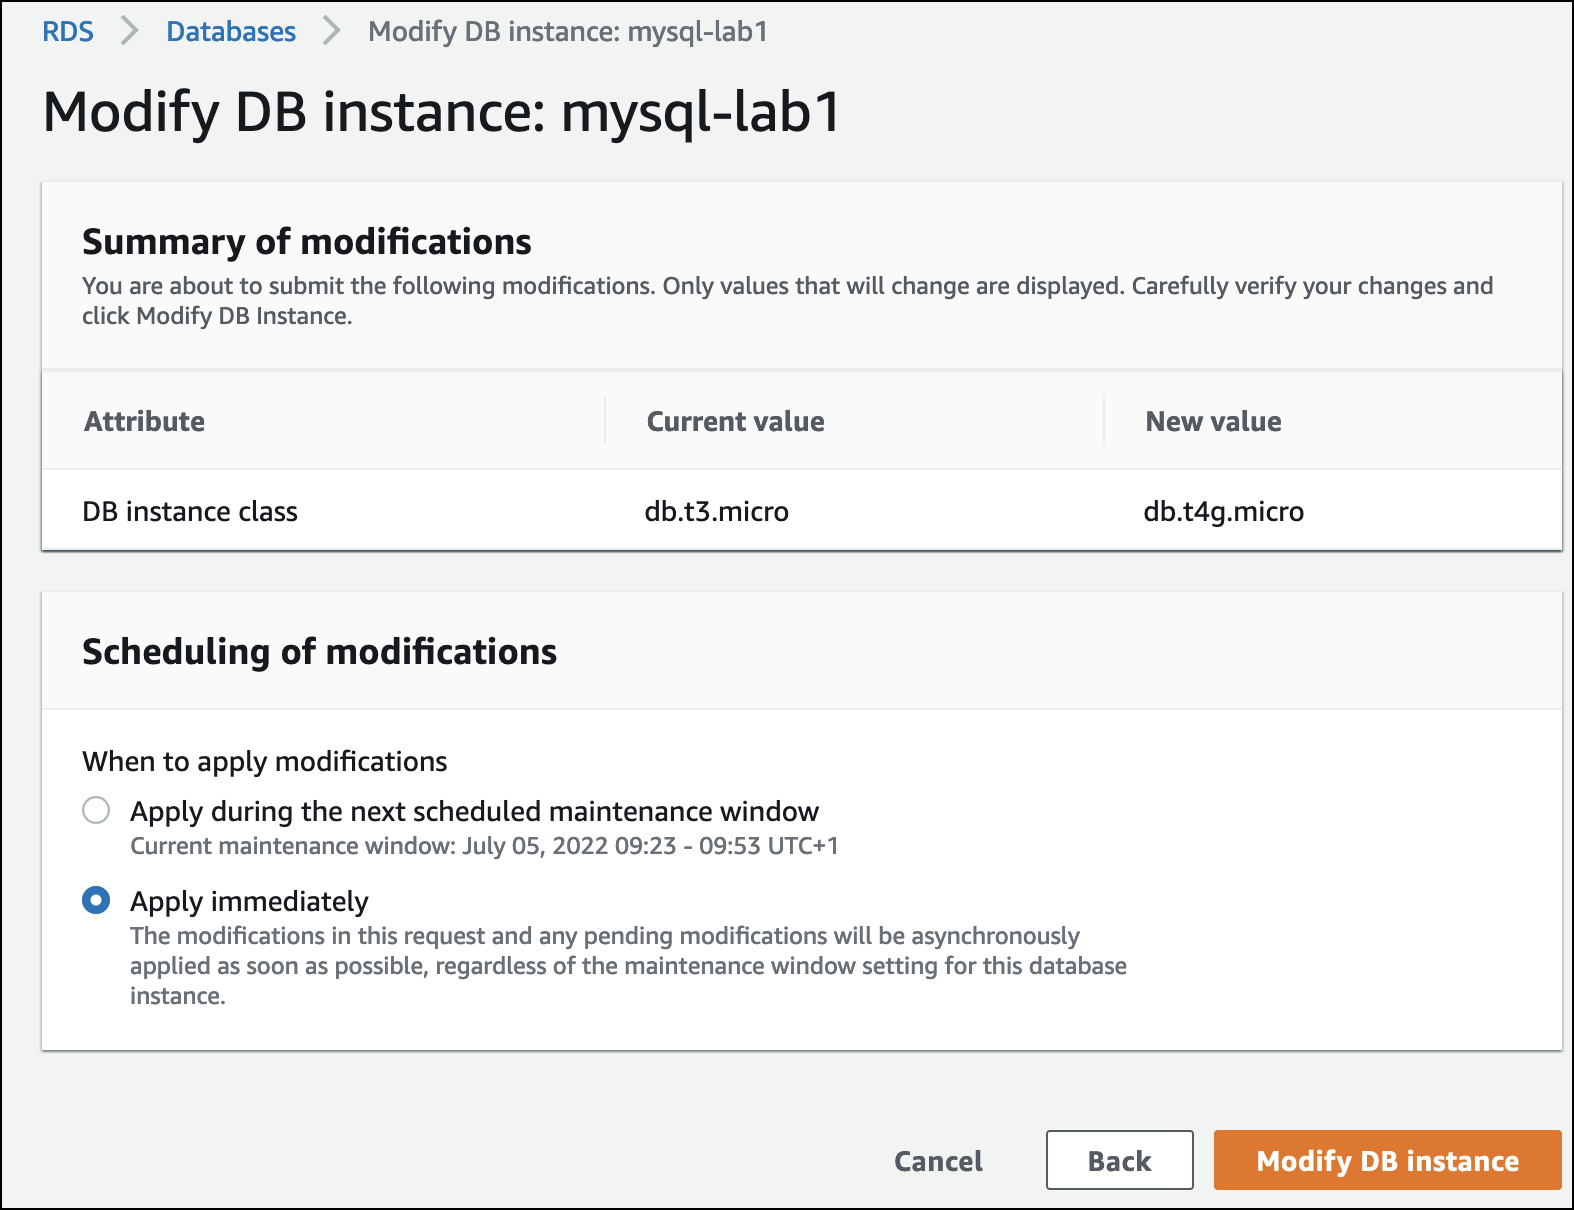 RDS Databases Modify DB instance: mysql-lab1
Modify DB instance: mysql-lab1
Summary of modifications
You are about to submit the following modifications. Only values that will change are displayed. Carefully verify your changes and
click Modify DB Instance.
Attribute Current value New value
DB instance class db.t3.micro db.t4g.micro
Scheduling of modifications
When to apply modifications
Apply during the next scheduled maintenance window
Current maintenance window: July 05, 2022 09:23 - 09:53 UTC+1
Apply immediately
The modifications in this request and any pending modifications will be asynchronously
applied as soon as possible, regardless of the maintenance window setting for this database
instance.
Cancel Back Modify DB instance